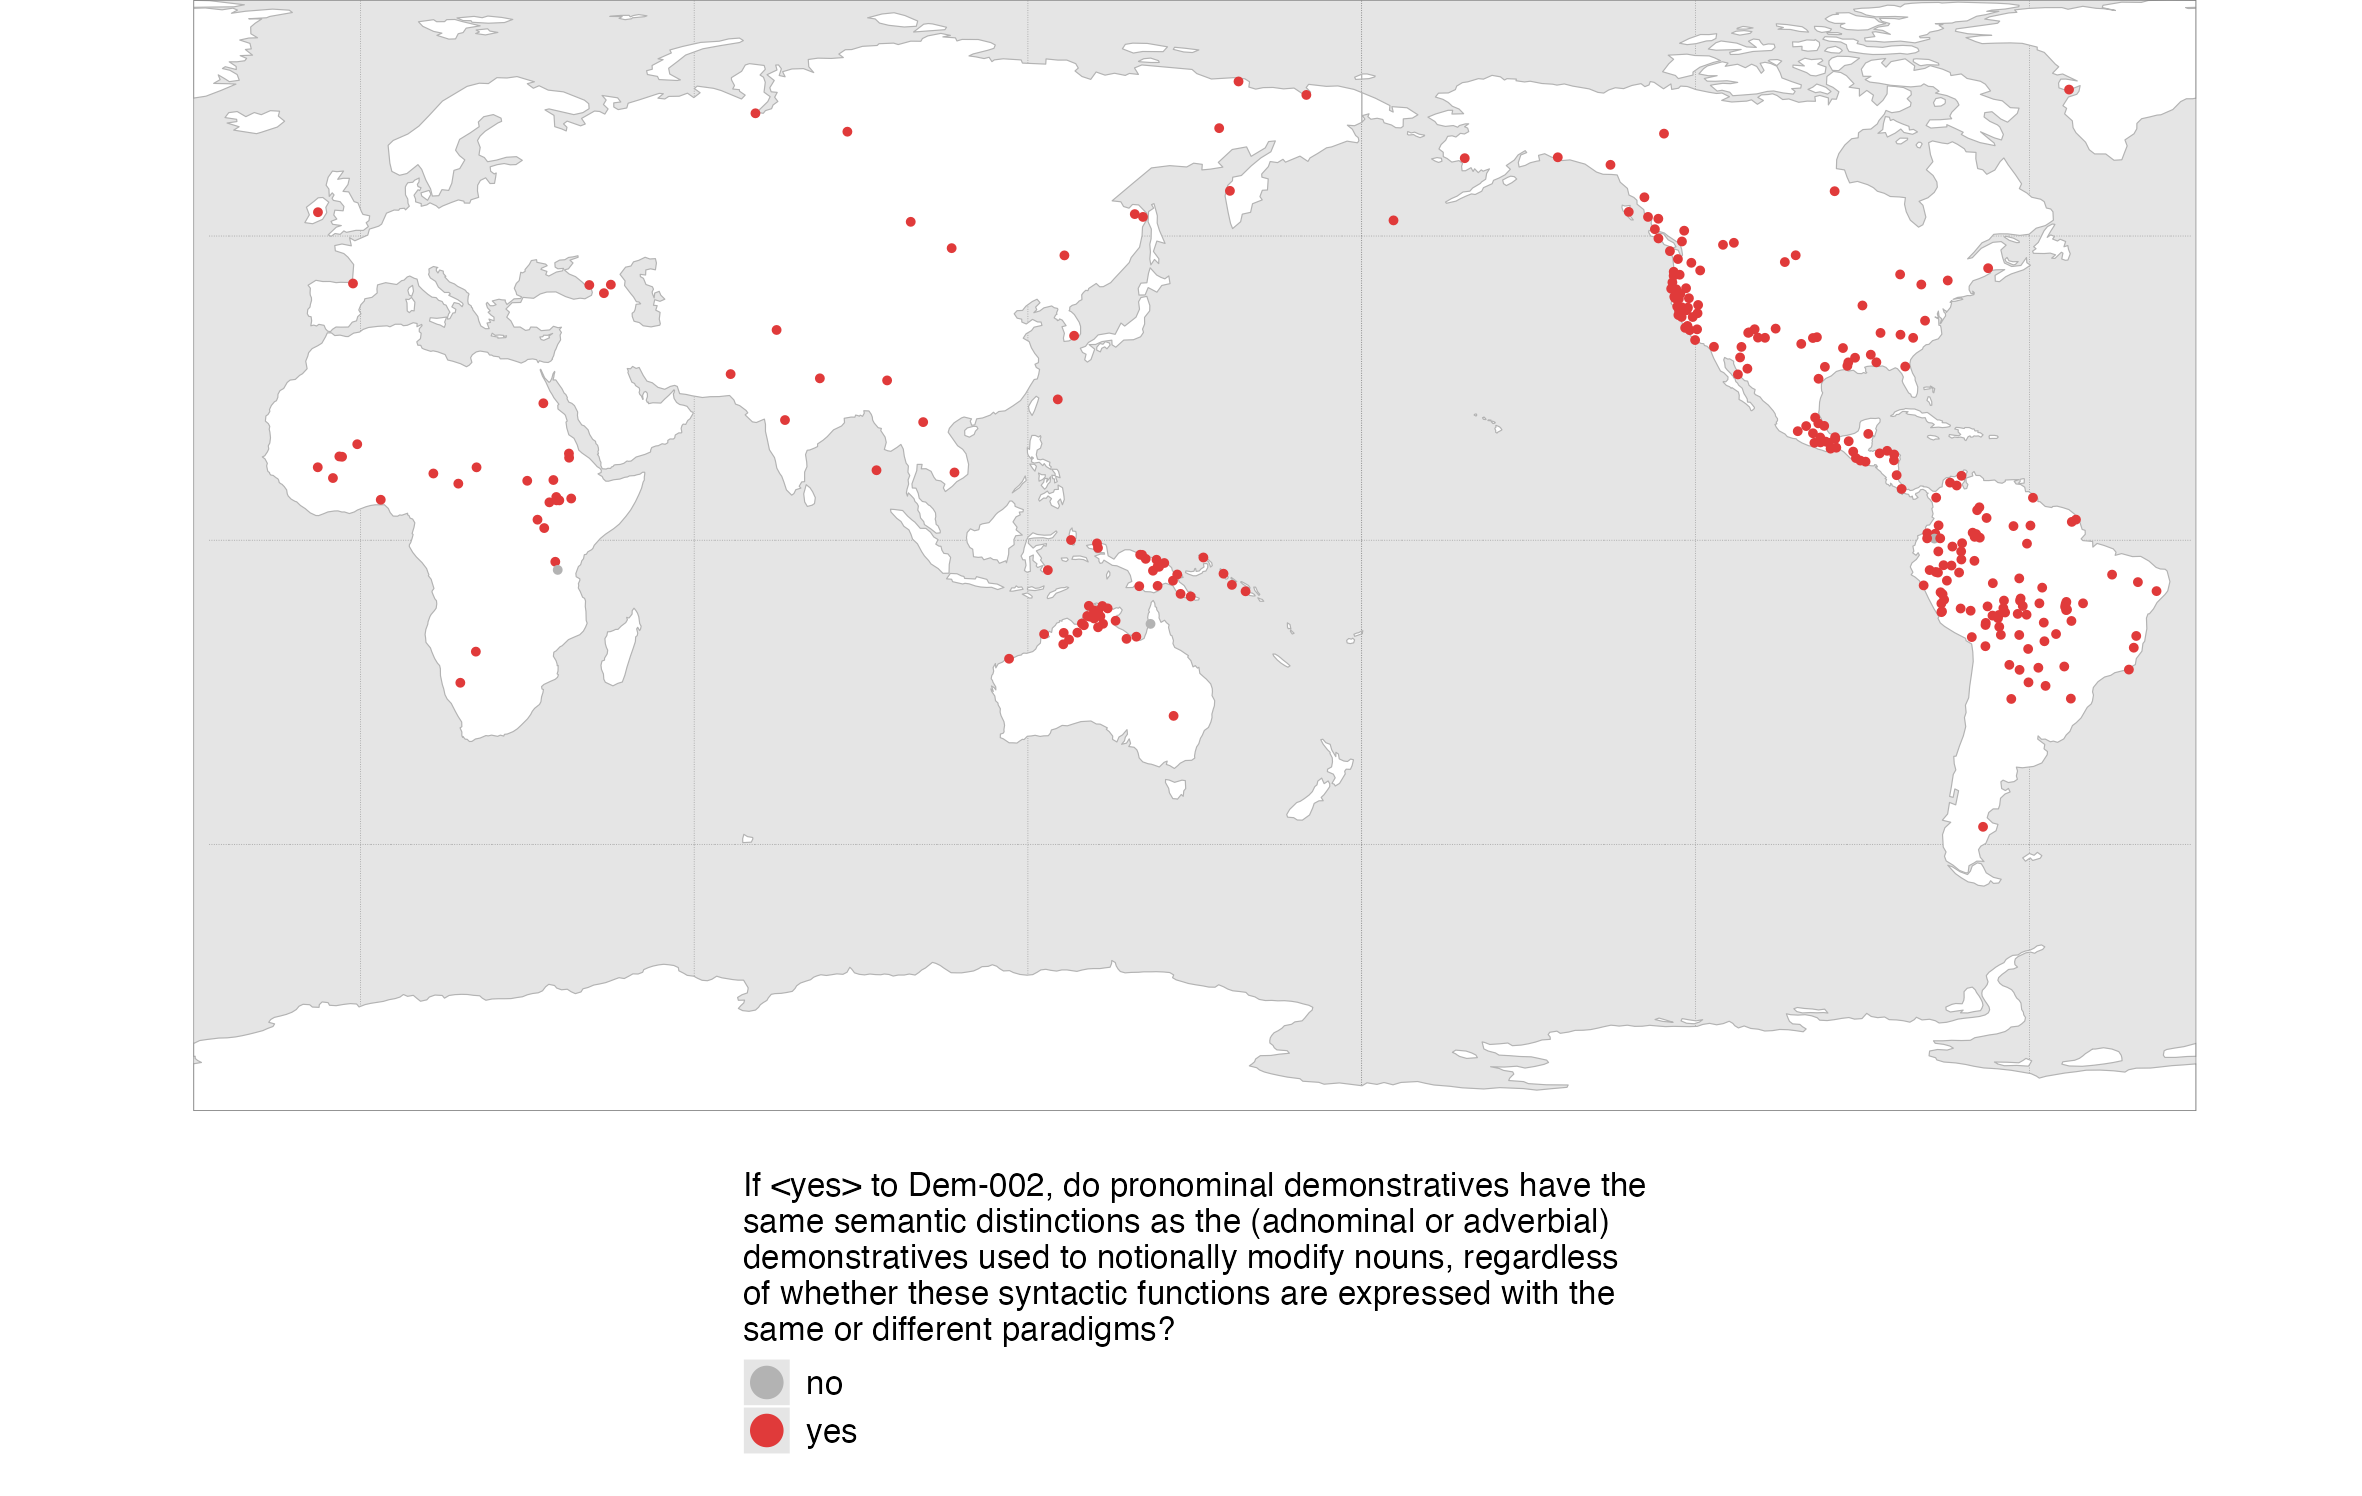 If <yes> to Dem-002, do pronominal demonstratives have the
same semantic distinctions as the (adnominal or adverbial)
demonstratives used to notionally modify nouns, regardless
of whether these syntactic functions are expressed with the
same or different paradigms?
no
yes